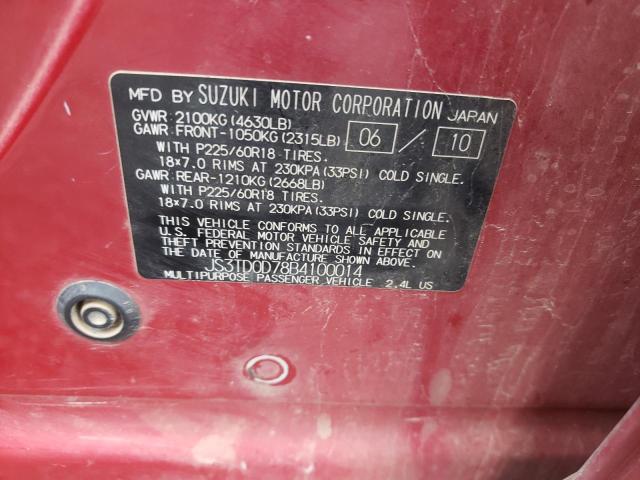 MFD BY SUZUKI MOTOR CORPORATION JAPAN
GVWR 2100KG(4630LB)
GAWR FRONT-1050KG(2315LB) 06 / 10
WITH P225/60R18 TIRES.
18×7.0 RIMS AT 230KPA(33PSI) COLD SINGLE.
GAWR REAR-1210KG(2668LB)
WITH P225/60R18 TIRES.
18×7.0 RIMS AT 230KPA(33PSI) COLD SINGLE.
THIS VEHICLE CONFORMS TO ALL APPLICABLE
U.S. FEDERAL MOTOR VEHICLE SAFETY AND
THEFT PREVENTION STANDARDS IN EFFECT ON
THE DATE OF MANUFACTURE SHOWN ABOVE.
JS3TD0D78B4100014
MULTIPURPOSE PASSENGER VEHICLE 2.4L US